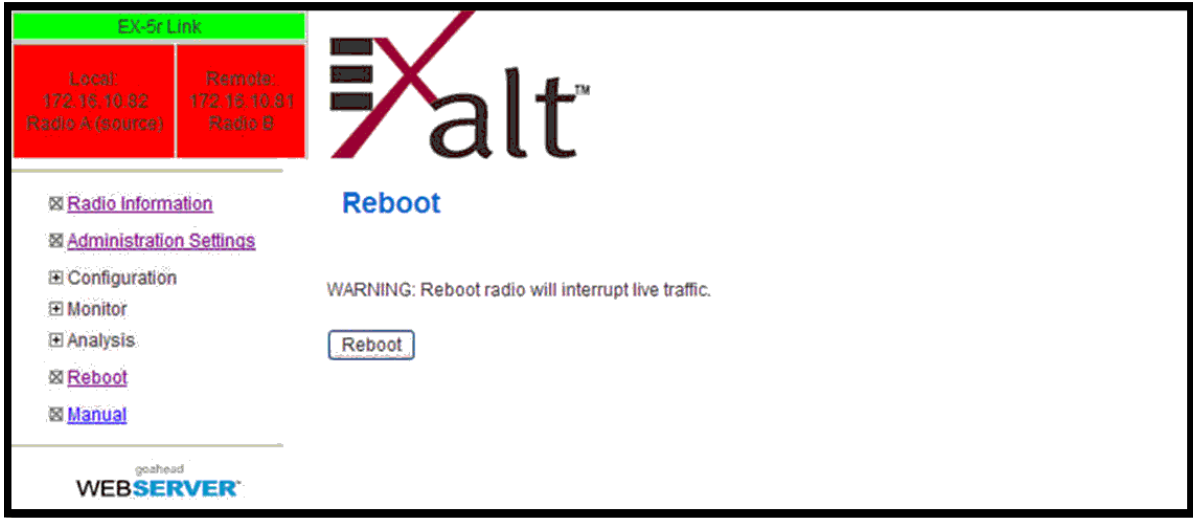 EX-5r Link
Local:
172.16.10.82
Radio A (source)
Remote:
172.16.10.81
Radio B
EXalt™
Radio Information
Administration Settings
Configuration
Monitor
Analysis
Reboot
Manual
goahead
WEBSERVER™
Reboot
WARNING: Reboot radio will interrupt live traffic.
Reboot